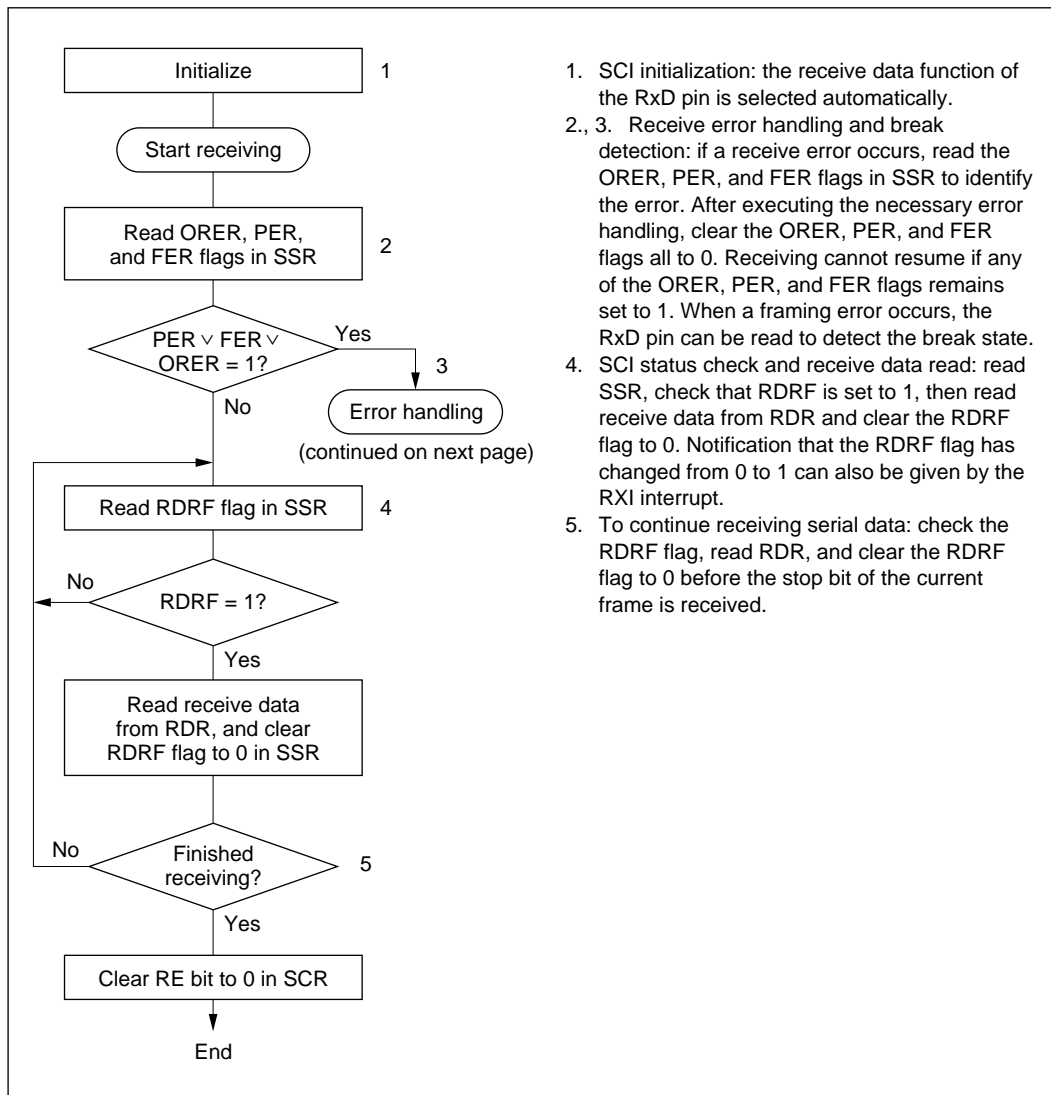 Initialize
1
Start receiving
Read ORER, PER,
and FER flags in SSR
2
PER ∨ FER ∨
ORER = 1?
Yes
3
No
Error handling
(continued on next page)
Read RDRF flag in SSR
4
No
RDRF = 1?
Yes
Read receive data
from RDR, and clear
RDRF flag to 0 in SSR
No
Finished
receiving?
5
Yes
Clear RE bit to 0 in SCR
End
1. SCI initialization: the receive data function of
the RxD pin is selected automatically.
2., 3. Receive error handling and break
detection: if a receive error occurs, read the
ORER, PER, and FER flags in SSR to identify
the error. After executing the necessary error
handling, clear the ORER, PER, and FER
flags all to 0. Receiving cannot resume if any
of the ORER, PER, and FER flags remains
set to 1. When a framing error occurs, the
RxD pin can be read to detect the break state.
4. SCI status check and receive data read: read
SSR, check that RDRF is set to 1, then read
receive data from RDR and clear the RDRF
flag to 0. Notification that the RDRF flag has
changed from 0 to 1 can also be given by the
RXI interrupt.
5. To continue receiving serial data: check the
RDRF flag, read RDR, and clear the RDRF
flag to 0 before the stop bit of the current
frame is received.